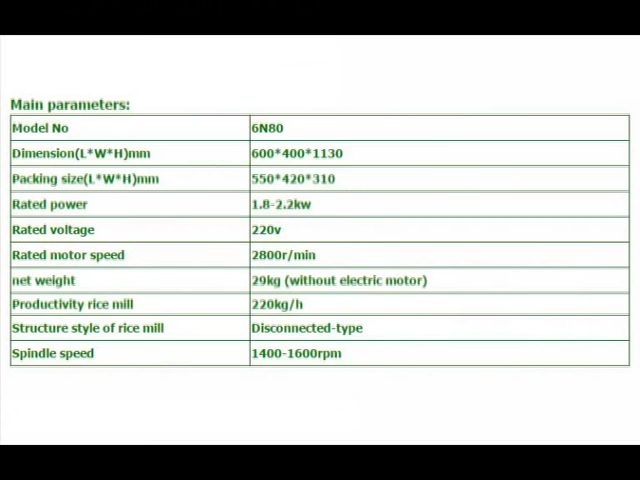 Main parameters:
Model No 6N80
Dimension(L*W*H)mm 600*400*1130
Packing size(L*W*H)mm 550*420*310
Rated power 1.8-2.2kw
Rated voltage 220v
Rated motor speed 2800r/min
net weight 29kg (without electric motor)
Productivity rice mill 220kg/h
Structure style of rice mill Disconnected-type
Spindle speed 1400-1600rpm